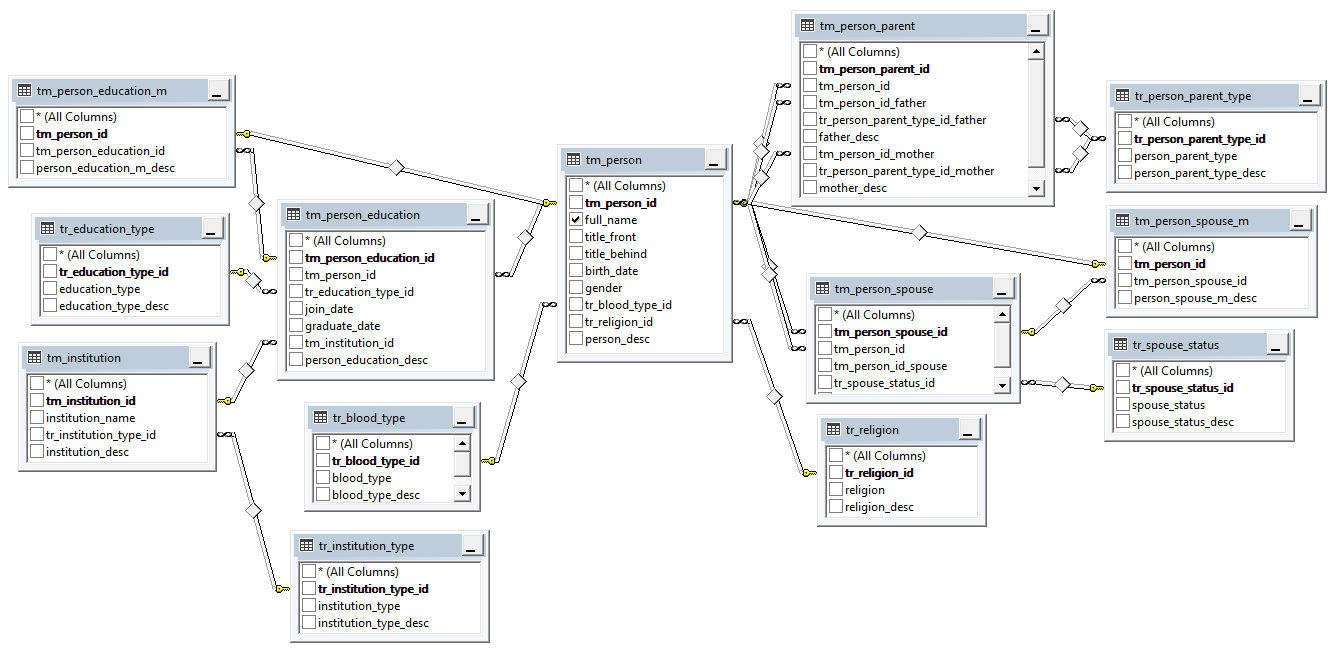 tm_person_education_m
* (All Columns)
tm_person_id
tm_person_education_id
person_education_m_desc
tr_education_type
* (All Columns)
tr_education_type_id
education_type
education_type_desc
tm_institution
* (All Columns)
tm_institution_id
institution_name
tr_institution_type_id
institution_desc
tm_person_education
* (All Columns)
tm_person_education_id
tm_person_id
tr_education_type_id
join_date
graduate_date
tm_institution_id
person_education_desc
tr_blood_type
* (All Columns)
tr_blood_type_id
blood_type
blood_type_desc
tr_institution_type
* (All Columns)
tr_institution_type_id
institution_type
institution_type_desc
tm_person
* (All Columns)
tm_person_id
full_name
title_front
title_behind
birth_date
gender
tr_blood_type_id
tr_religion_id
person_desc
tm_person_parent
* (All Columns)
tm_person_parent_id
tm_person_id
tm_person_id_father
tr_person_parent_type_id_father
father_desc
tm_person_id_mother
tr_person_parent_type_id_mother
mother_desc
tm_person_spouse
* (All Columns)
tm_person_spouse_id
tm_person_id
tm_person_id_spouse
tr_spouse_status_id
tr_religion
* (All Columns)
tr_religion_id
religion
religion_desc
tr_person_parent_type
* (All Columns)
tr_person_parent_type_id
person_parent_type
person_parent_type_desc
tm_person_spouse_m
* (All Columns)
tm_person_id
tm_person_spouse_id
person_spouse_m_desc
tr_spouse_status
* (All Columns)
tr_spouse_status_id
spouse_status
spouse_status_desc